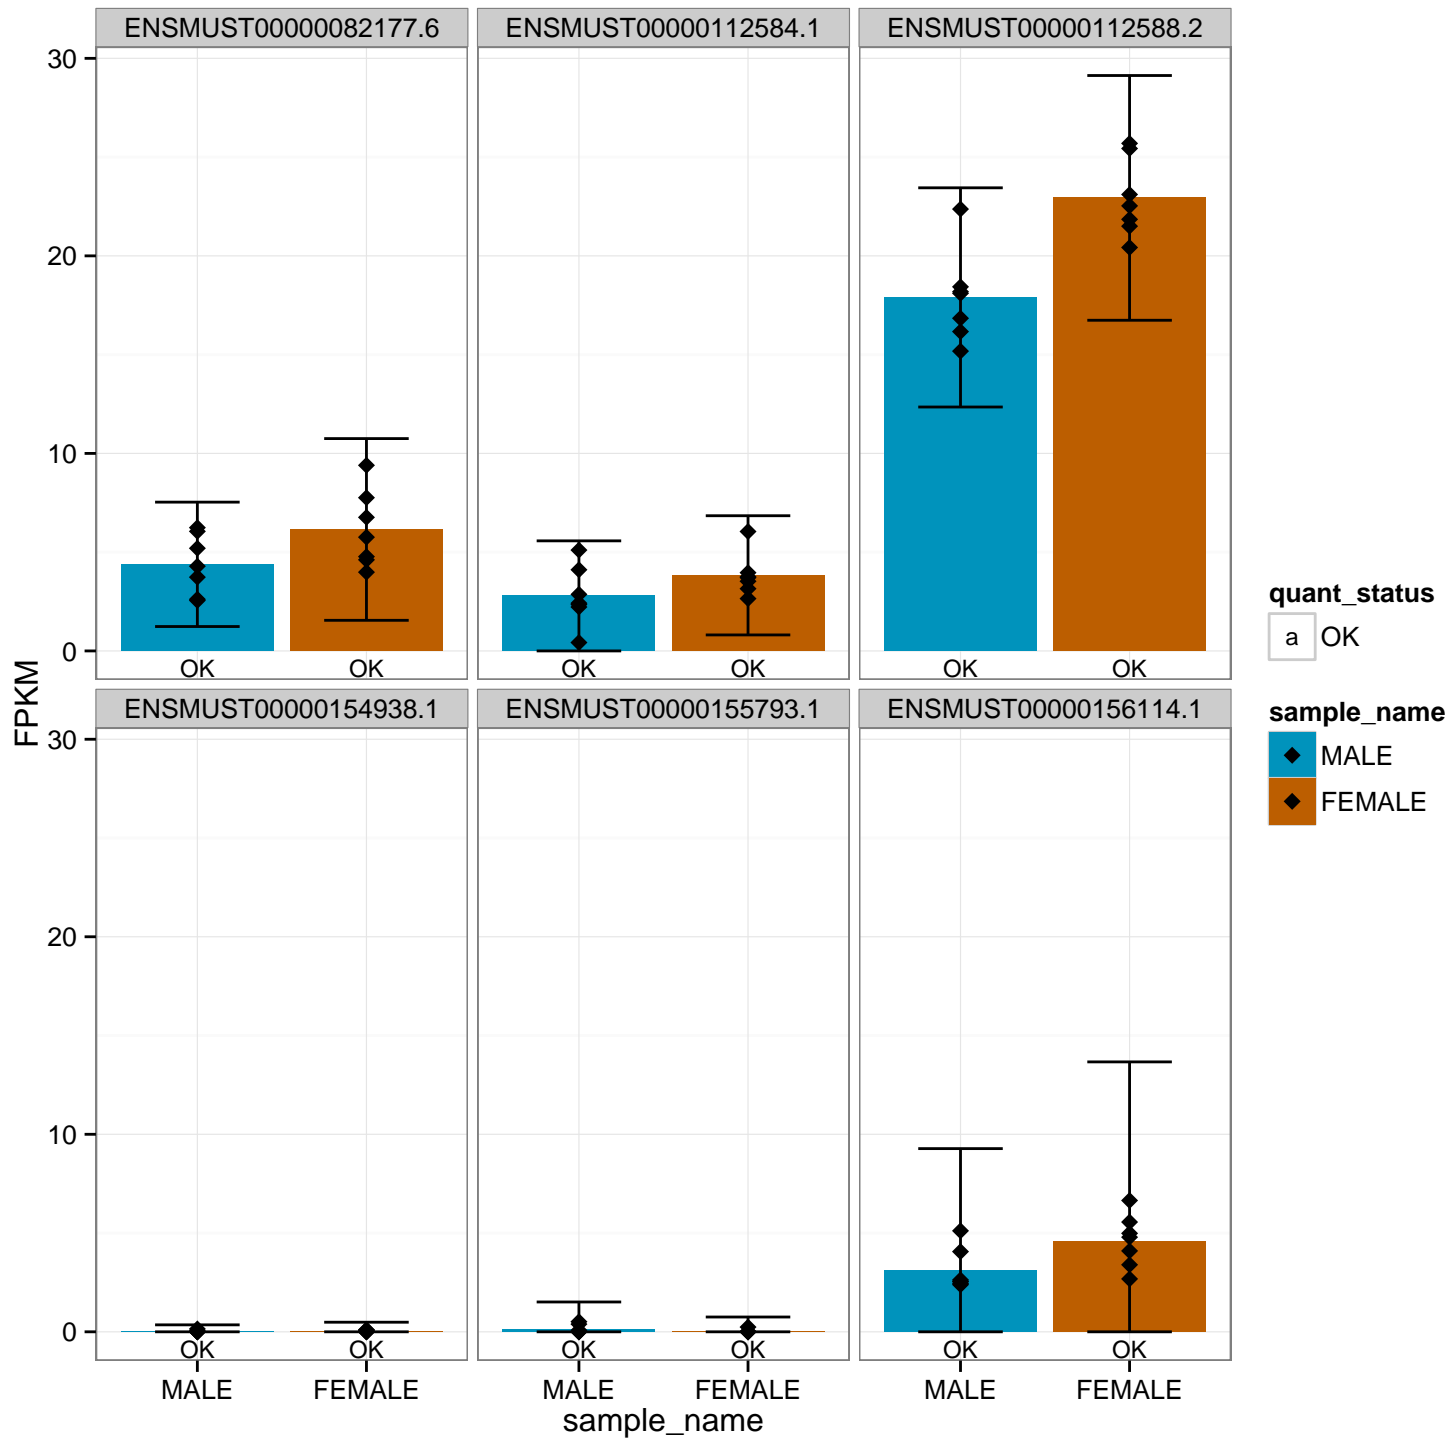 ENSMUST00000082177.6 ENSMUST00000112584.1 ENSMUST00000112588.2
30
20
10
0
OK OK OK OK OK OK
FPKM
ENSMUST00000154938.1 ENSMUST00000155793.1 ENSMUST00000156114.1
30
20
10
0
OK OK OK OK OK OK
MALE FEMALE MALE FEMALE MALE FEMALE
sample_name
quant_status
a OK
sample_name
MALE
FEMALE